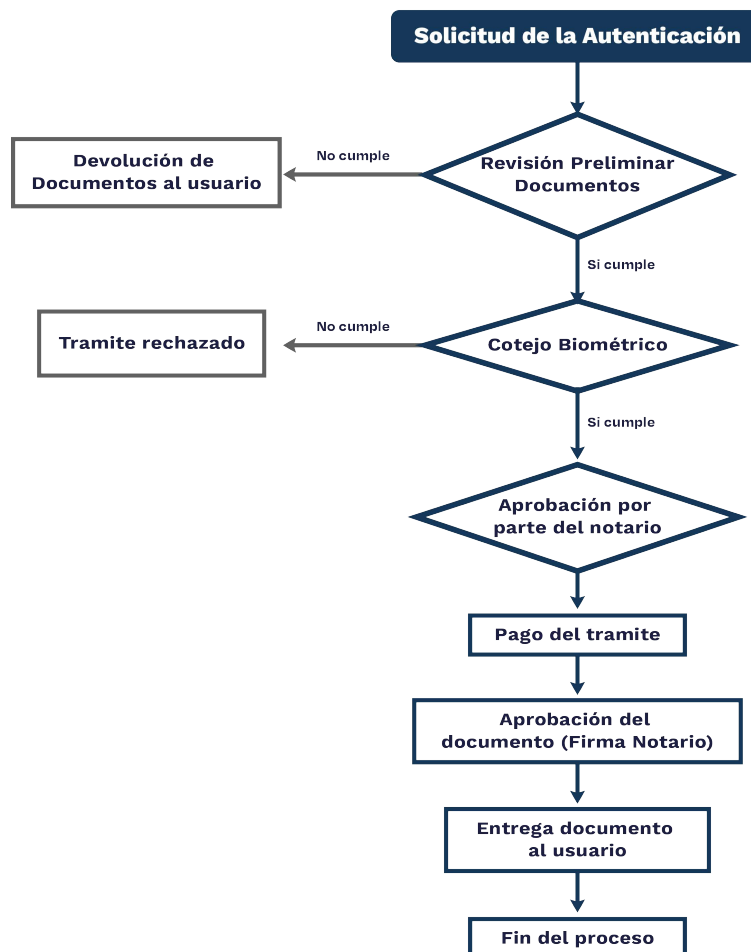 Solicitud de la Autenticación
Revisión Preliminar
Documentos
No cumple
Devolución de
Documentos al usuario
Si cumple
Cotejo Biométrico
No cumple
Tramite rechazado
Si cumple
Aprobación por
parte del notario
Pago del tramite
Aprobación del
documento (Firma Notario)
Entrega documento
al usuario
Fin del proceso